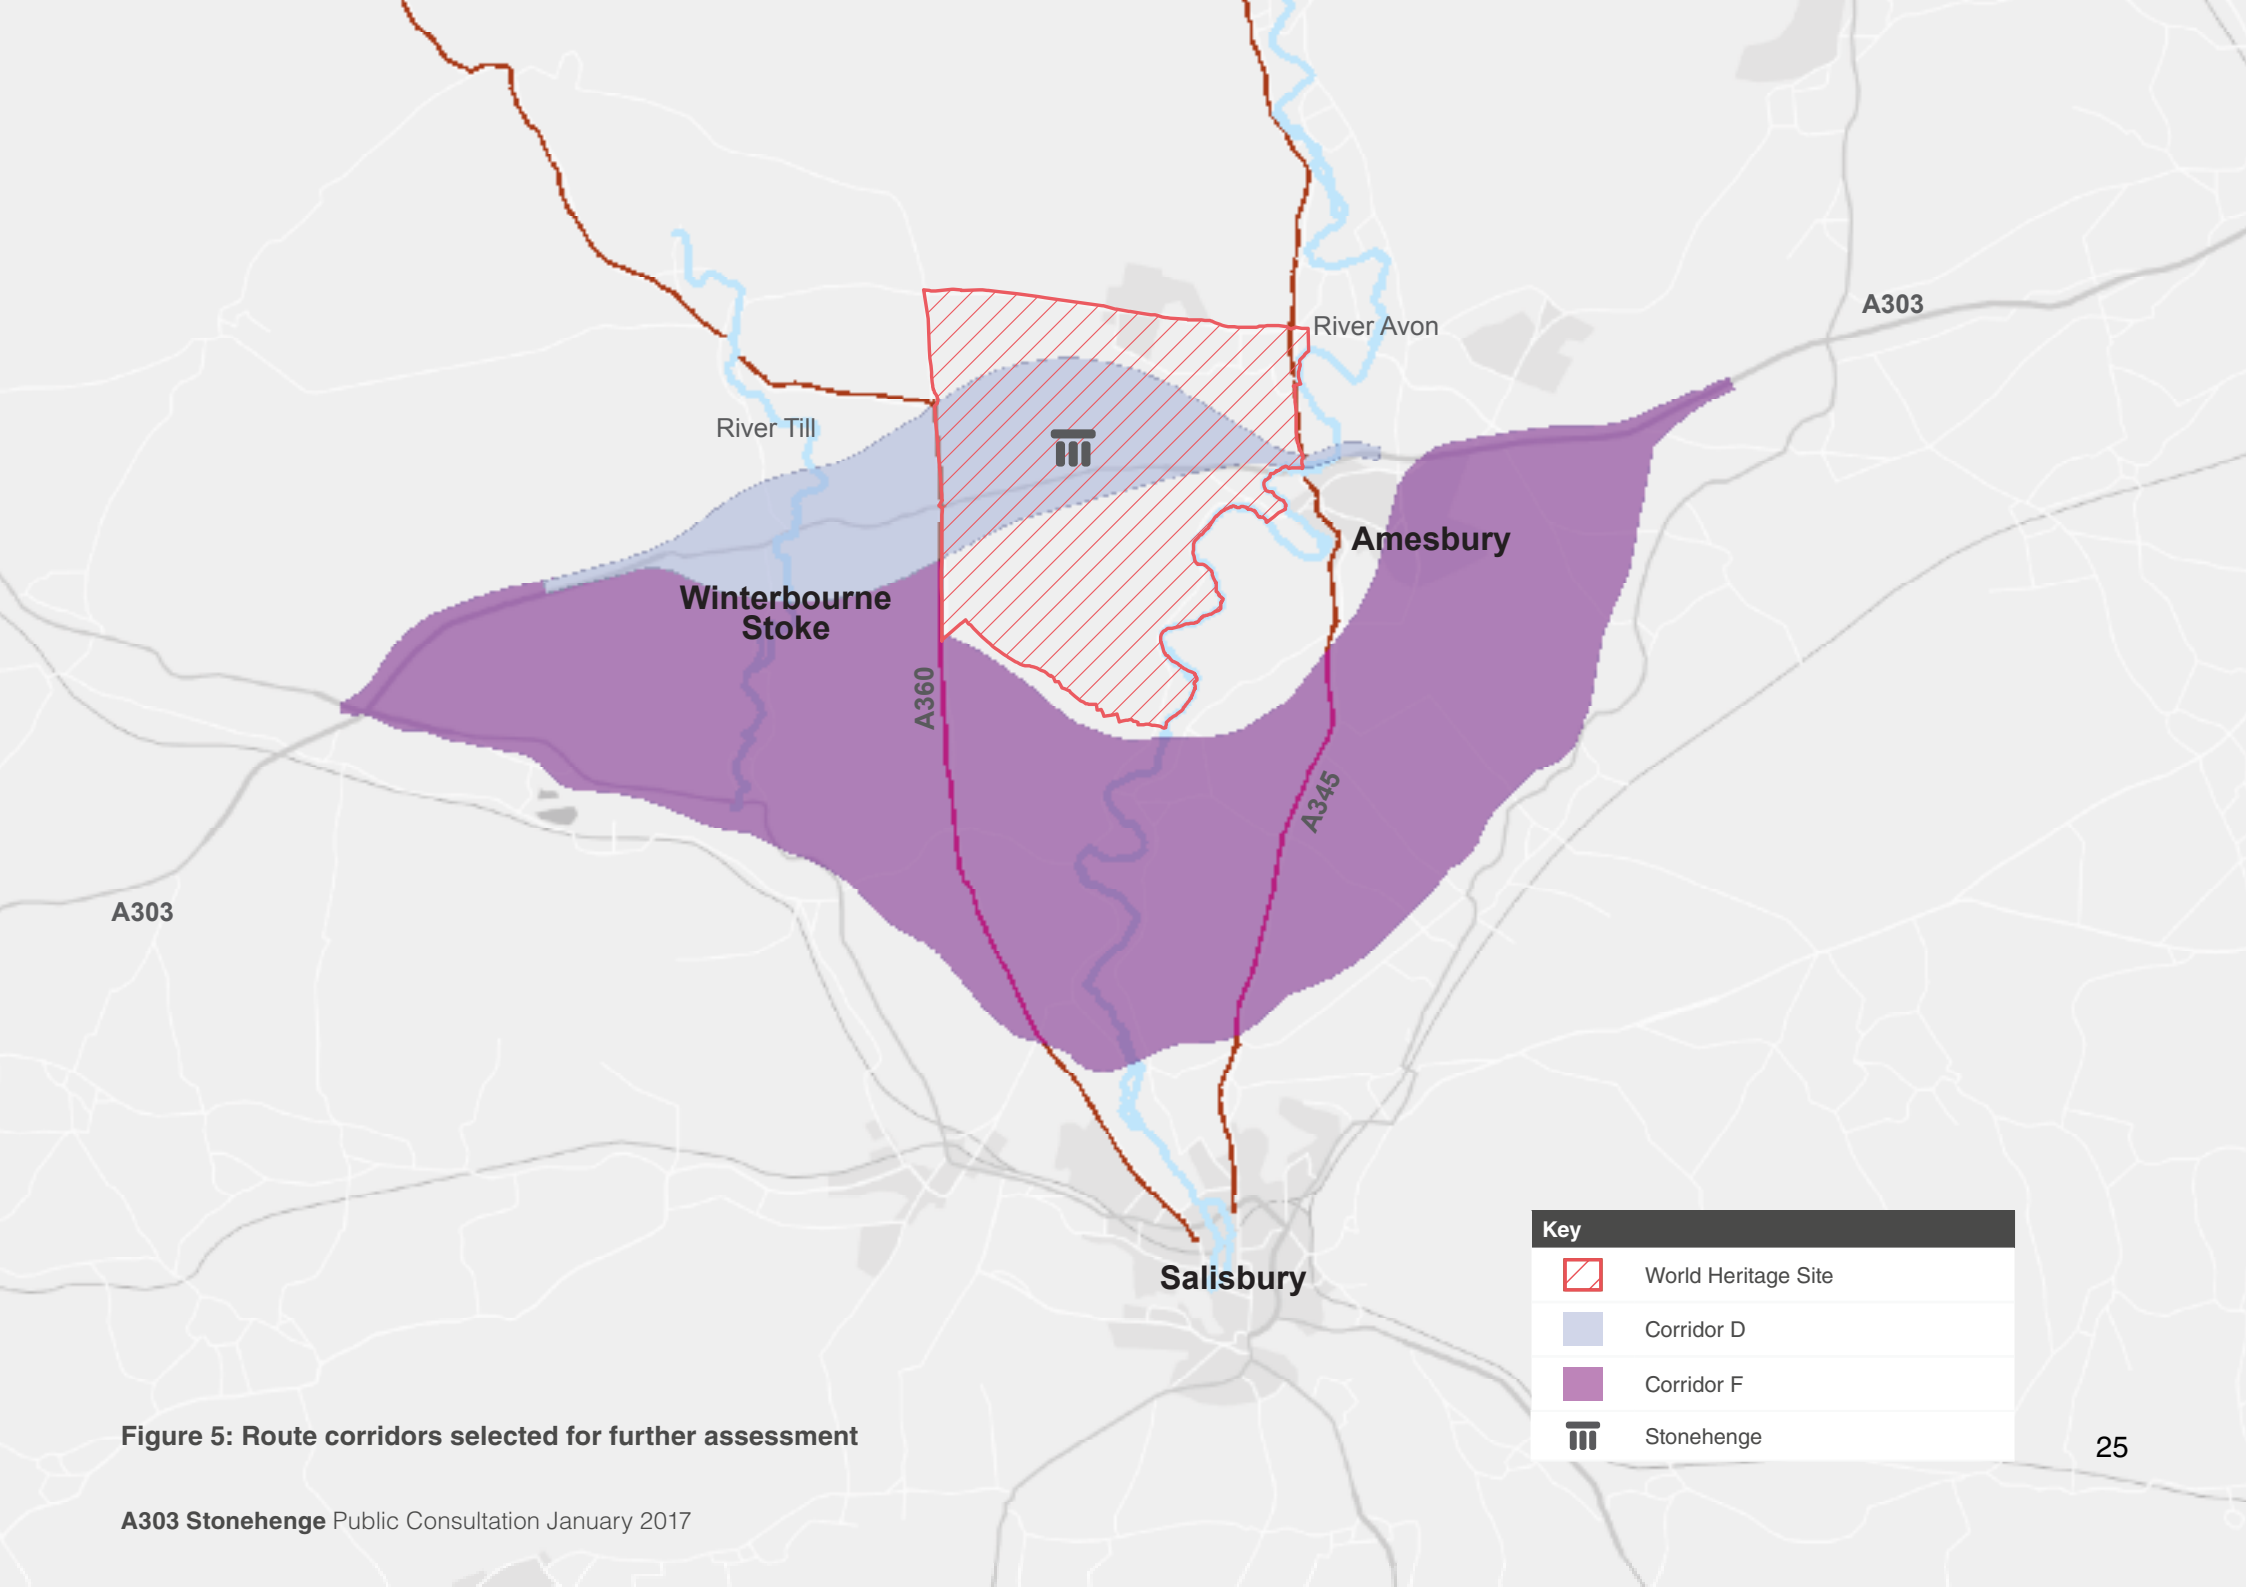 A303
River Avon
River Till
Amesbury
Winterbourne
Stoke
A360
A345
A303
Salisbury
Key
World Heritage Site
Corridor D
Corridor F
Stonehenge
Figure 5: Route corridors selected for further assessment
25
A303 Stonehenge Public Consultation January 2017